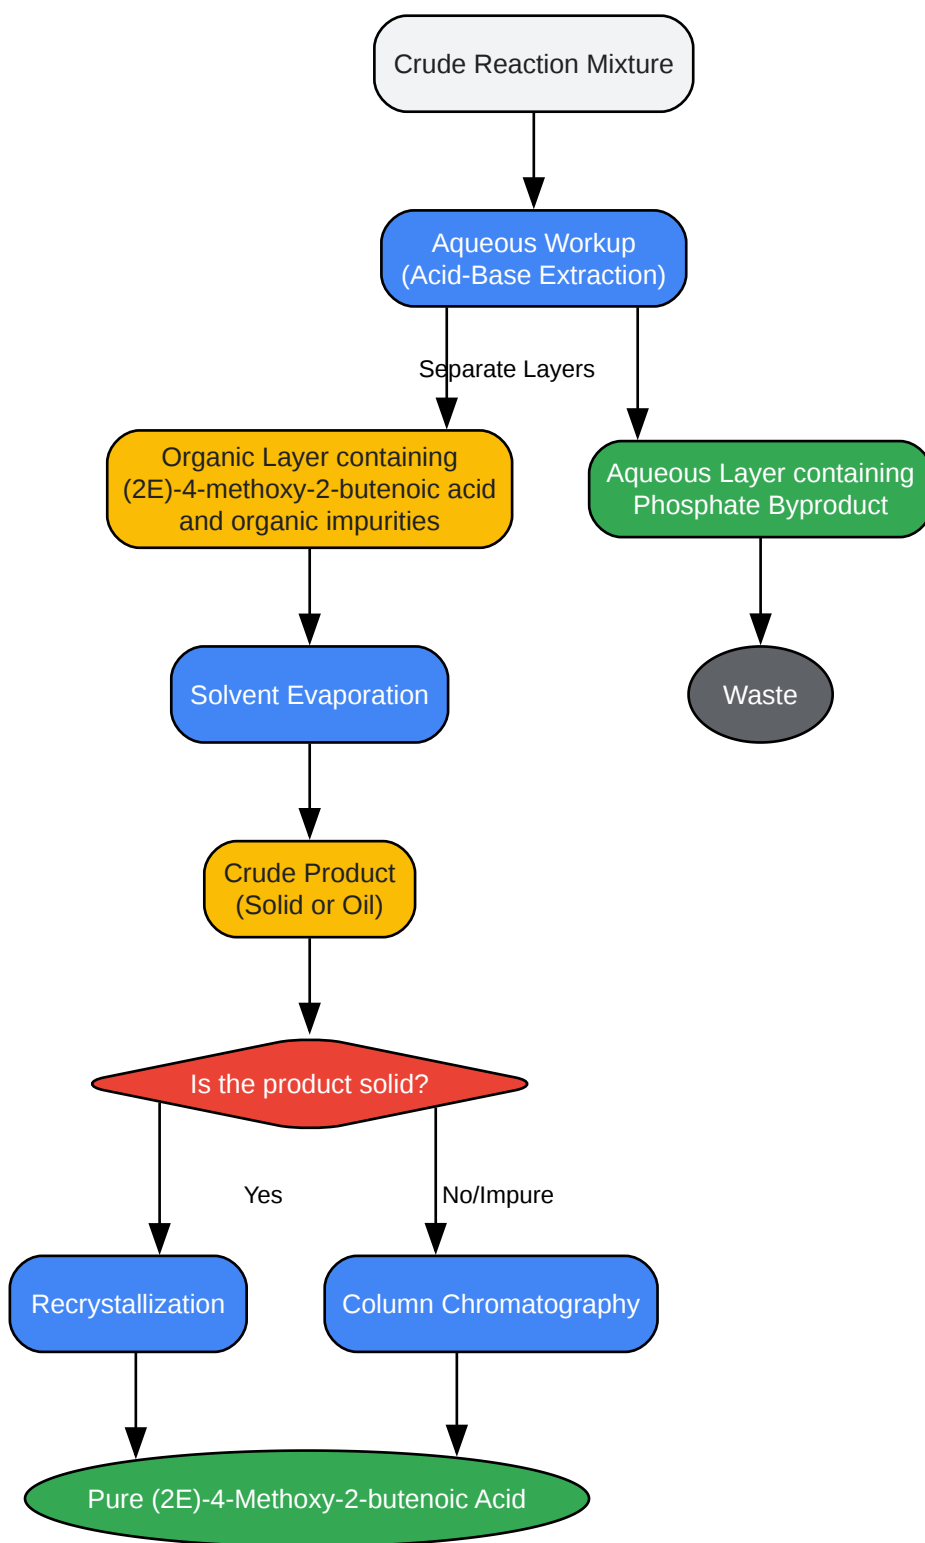 Crude Reaction Mixture
Aqueous Workup
(Acid-Base Extraction)
Separate Layers
Organic Layer containing
(2E)-4-methoxy-2-butenoic acid
and organic impurities
Aqueous Layer containing
Phosphate Byproduct
Solvent Evaporation
Waste
Crude Product
(Solid or Oil)
Is the product solid?
Yes
No/Impure
Recrystallization
Column Chromatography
Pure (2E)-4-Methoxy-2-butenoic Acid